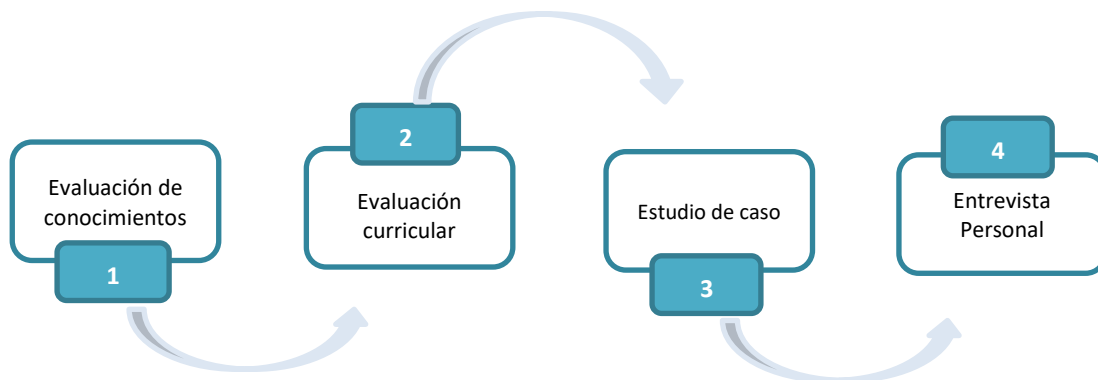 Evaluación de
conocimientos
1
2
Evaluación
curricular
Estudio de caso
3
4
Entrevista
Personal